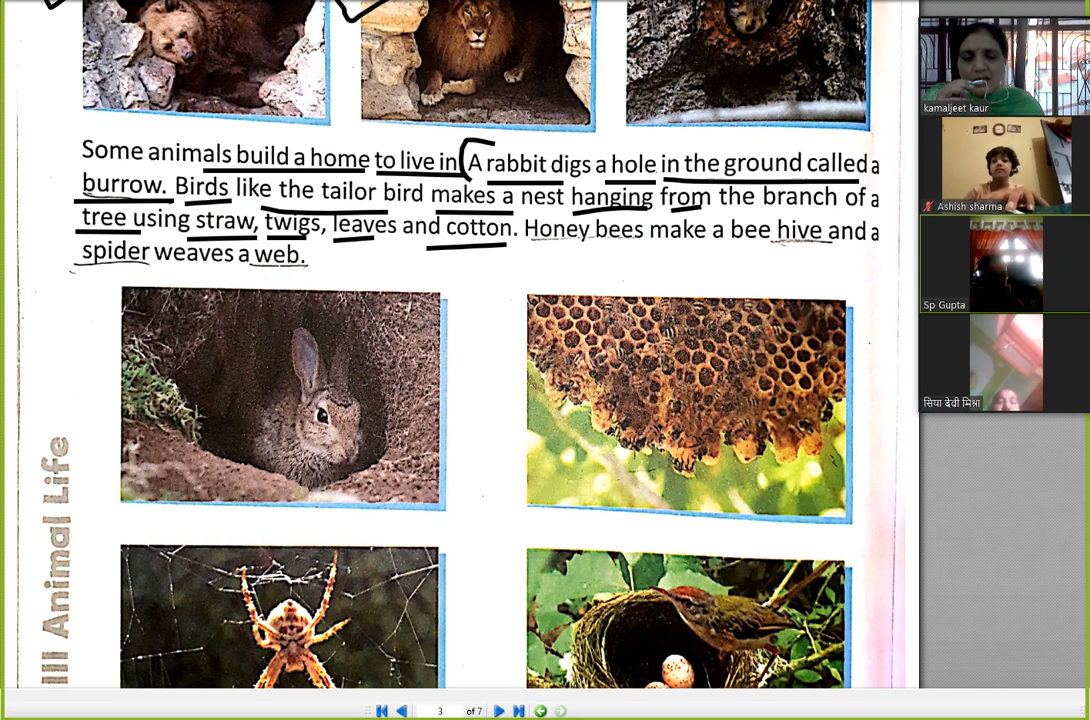 Some animals build a home to live in A rabbit digs a hole in the ground called a
burrow. Birds like the tailor bird makes a nest hanging from the branch of a
tree using straw, twigs, leaves and cotton. Honey bees make a bee hive and a
spider weaves a web.
III Animal Life
kamaljeet kaur
Ashish sharma
Sp Gupta
सिया देवी मिश्रा
3 of 7